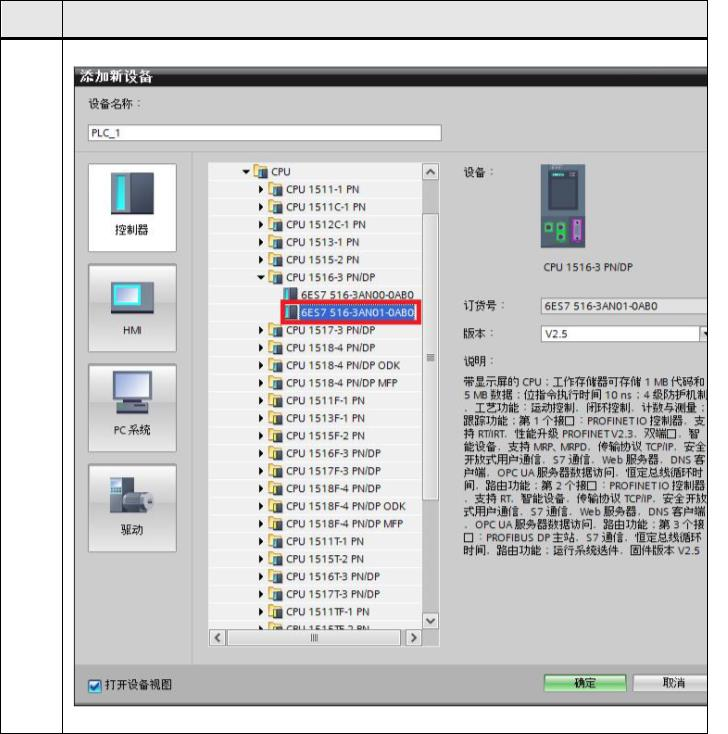 添加新设备
设备名称：
PLC_1
控制器
HMI
PC 系统
驱动
CPU
CPU 1511-1 PN
CPU 1511C-1 PN
CPU 1512C-1 PN
CPU 1513-1 PN
CPU 1515-2 PN
CPU 1516-3 PN/DP
6ES7 516-3AN00-0AB0
6ES7 516-3AN01-0AB0
CPU 1517-3 PN/DP
CPU 1518-4 PN/DP
CPU 1518-4 PN/DP ODK
CPU 1518-4 PN/DP MFP
CPU 1511F-1 PN
CPU 1513F-1 PN
CPU 1515F-2 PN
CPU 1516F-3 PN/DP
CPU 1517F-3 PN/DP
CPU 1518F-4 PN/DP
CPU 1518F-4 PN/DP ODK
CPU 1518F-4 PN/DP MFP
CPU 1511T-1 PN
CPU 1515T-2 PN
CPU 1516T-3 PN/DP
CPU 1517T-3 PN/DP
CPU 1511TF-1 PN
CPU 1515TF-2 PN
设备：
CPU 1516-3 PN/DP
订货号：
6ES7 516-3AN01-0AB0
版本：
V2.5
说明：
带显示屏的 CPU；工作存储器可存储 1 MB 代码和
5 MB 数据；位指令执行时间 10 ns；4 级防护机制
，工艺功能：运动控制，闭环控制，计数与测量；
跟踪功能；第 1 个接口：PROFINET IO 控制器，支
持 RT/IRT，性能升级 PROFINET V2.3，双端口，智
能设备，支持 MRP、MRPD，传输协议 TCP/IP，安全
开放式用户通信，S7 通信，Web 服务器，DNS 客
户端，OPC UA 服务器数据访问，恒定总线循环时
间，路由功能；第 2 个接口：PROFINET IO 控制器
，支持 RT，智能设备，传输协议 TCP/IP，安全开放
式用户通信，S7 通信，Web 服务器，DNS 客户端
，OPC UA 服务器数据访问，路由功能；第 3 个接
口：PROFIBUS DP 主站，S7 通信，恒定总线循环
时间，路由功能；运行系统选件，固件版本 V2.5
打开设备视图
确定
取消